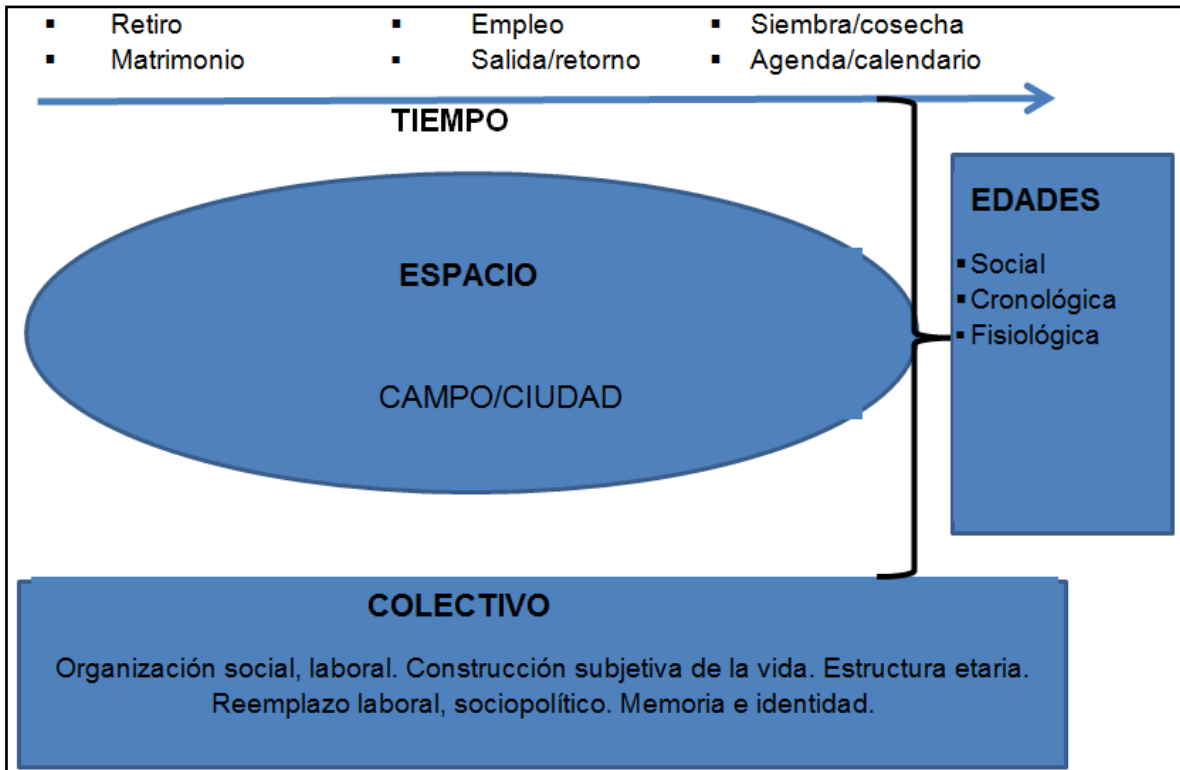 ▪ Retiro ▪ Empleo ▪ Siembra/cosecha
▪ Matrimonio ▪ Salida/retorno ▪ Agenda/calendario
TIEMPO
ESPACIO
CAMPO/CIUDAD
EDADES
▪ Social
▪ Cronológica
▪ Fisiológica
COLECTIVO
Organización social, laboral. Construcción subjetiva de la vida. Estructura etaria.
Reemplazo laboral, sociopolítico. Memoria e identidad.